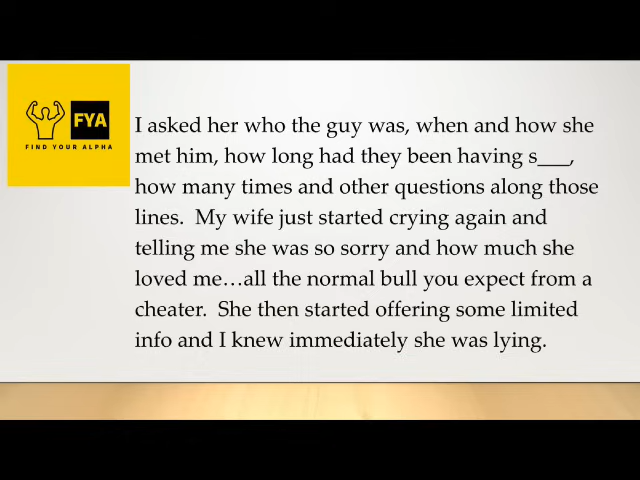 FYA
FIND YOUR ALPHA
I asked her who the guy was, when and how she
met him, how long had they been having s___,
how many times and other questions along those
lines.  My wife just started crying again and
telling me she was so sorry and how much she
loved me…all the normal bull you expect from a
cheater.  She then started offering some limited
info and I knew immediately she was lying.